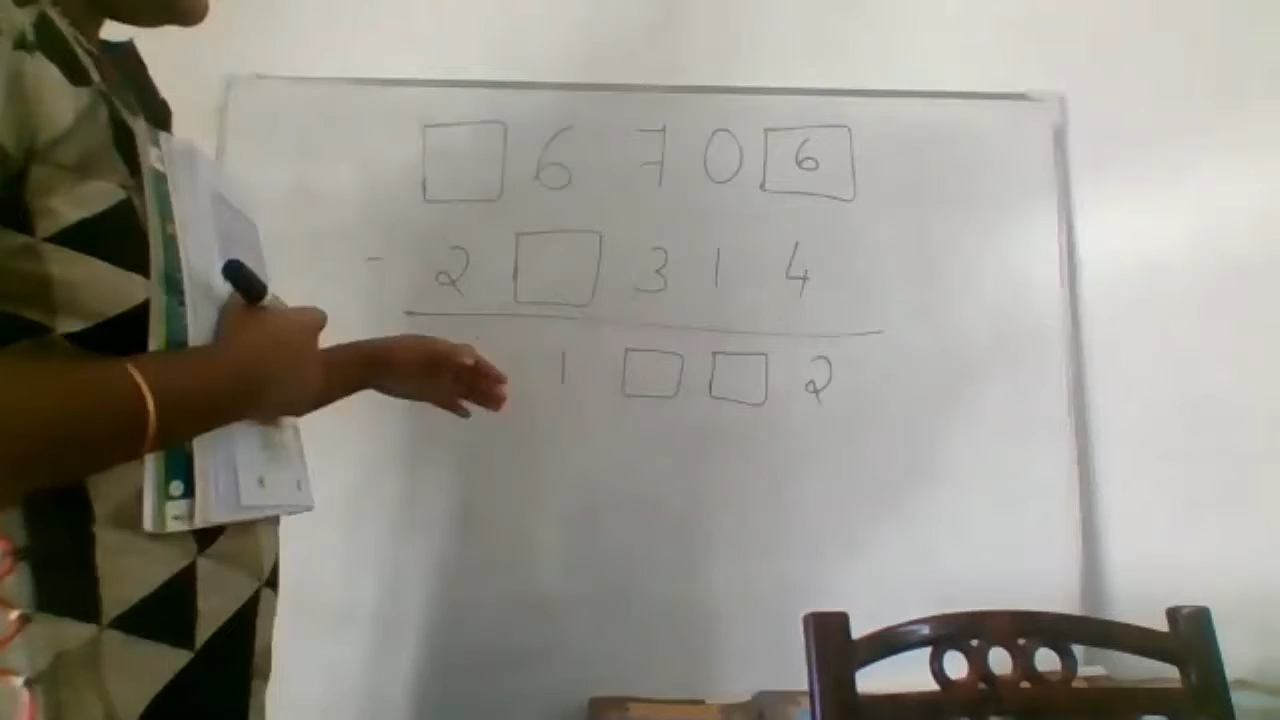 □ 6 7 0 6
- 2 □ 3 1 4
1 □ □ 2